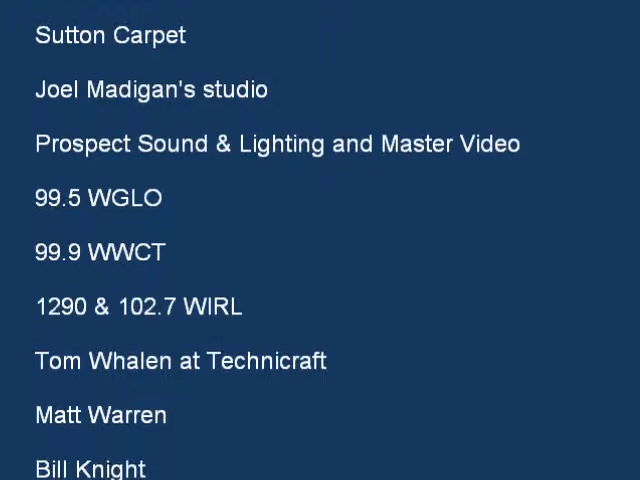 Sutton Carpet
Joel Madigan's studio
Prospect Sound & Lighting and Master Video
99.5 WGLO
99.9 WWCT
1290 & 102.7 WIRL
Tom Whalen at Technicraft
Matt Warren
Bill Knight